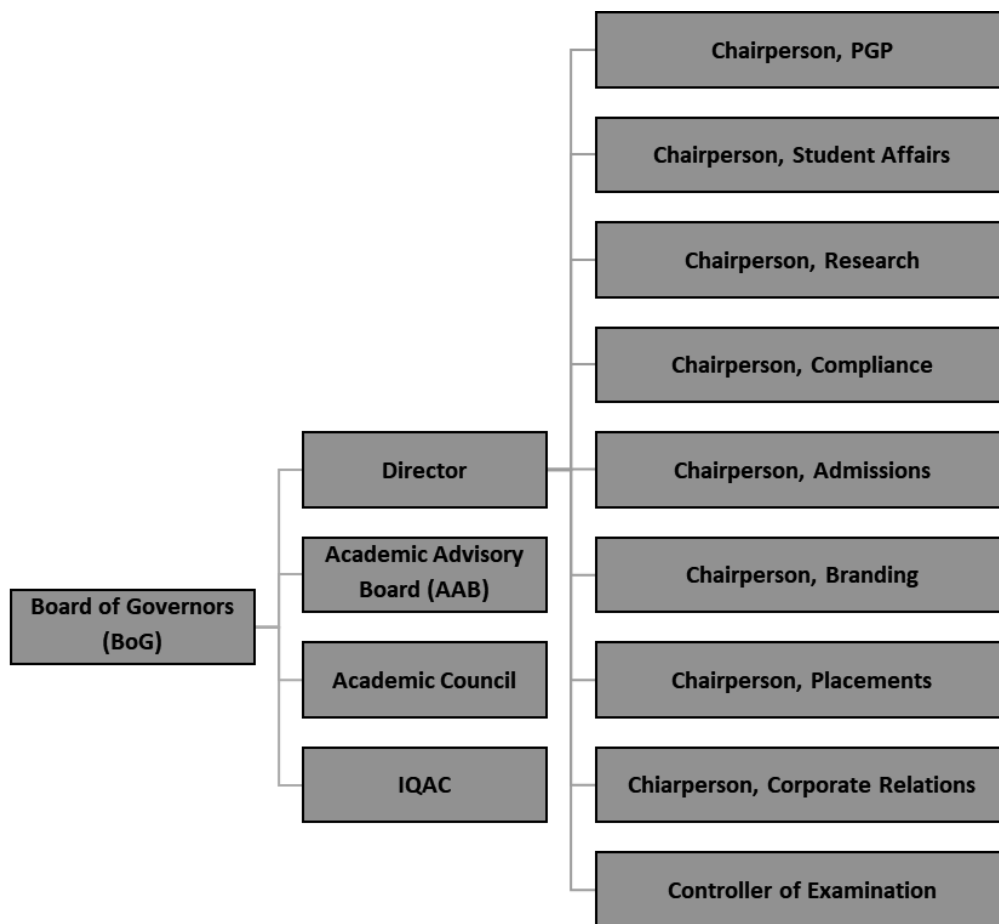 Board of Governors
(BoG)
Director
Academic Advisory
Board (AAB)
Academic Council
IQAC
Chairperson, PGP
Chairperson, Student Affairs
Chairperson, Research
Chairperson, Compliance
Chairperson, Admissions
Chairperson, Branding
Chairperson, Placements
Chiarperson, Corporate Relations
Controller of Examination